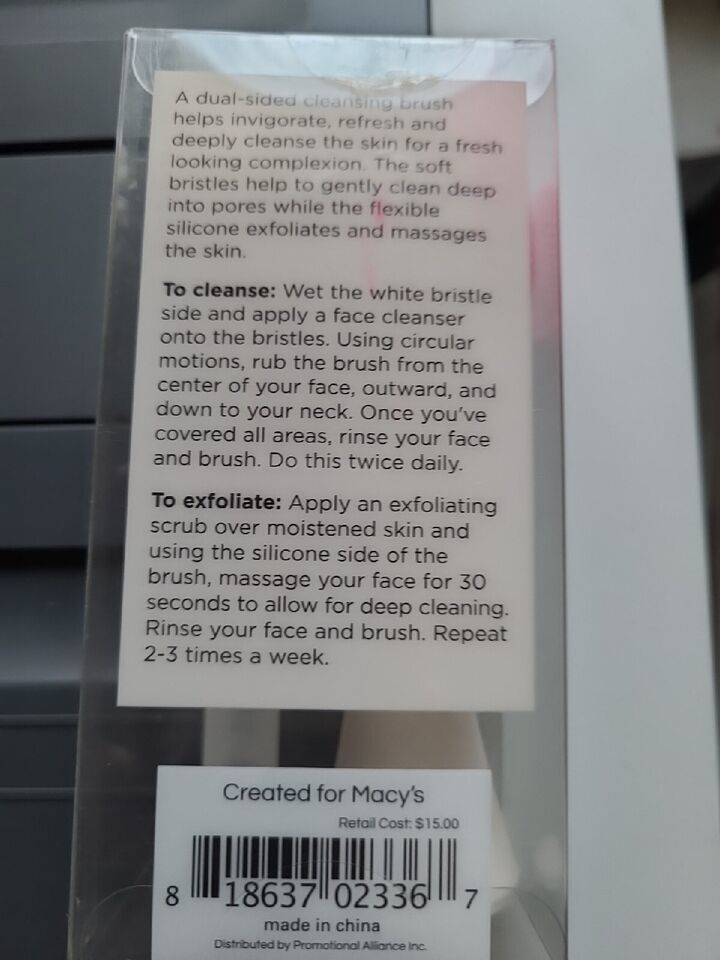 A dual-sided cleansing brush
helps invigorate, refresh and
deeply cleanse the skin for a fresh
looking complexion. The soft
bristles help to gently clean deep
into pores while the flexible
silicone exfoliates and massages
the skin.
To cleanse: Wet the white bristle
side and apply a face cleanser
onto the bristles. Using circular
motions, rub the brush from the
center of your face, outward, and
down to your neck. Once you've
covered all areas, rinse your face
and brush. Do this twice daily.
To exfoliate: Apply an exfoliating
scrub over moistened skin and
using the silicone side of the
brush, massage your face for 30
seconds to allow for deep cleaning.
Rinse your face and brush. Repeat
2-3 times a week.
Created for Macy's
Retail Cost: $15.00
8 18637 02336 7
made in china
Distributed by Promotional Alliance Inc.